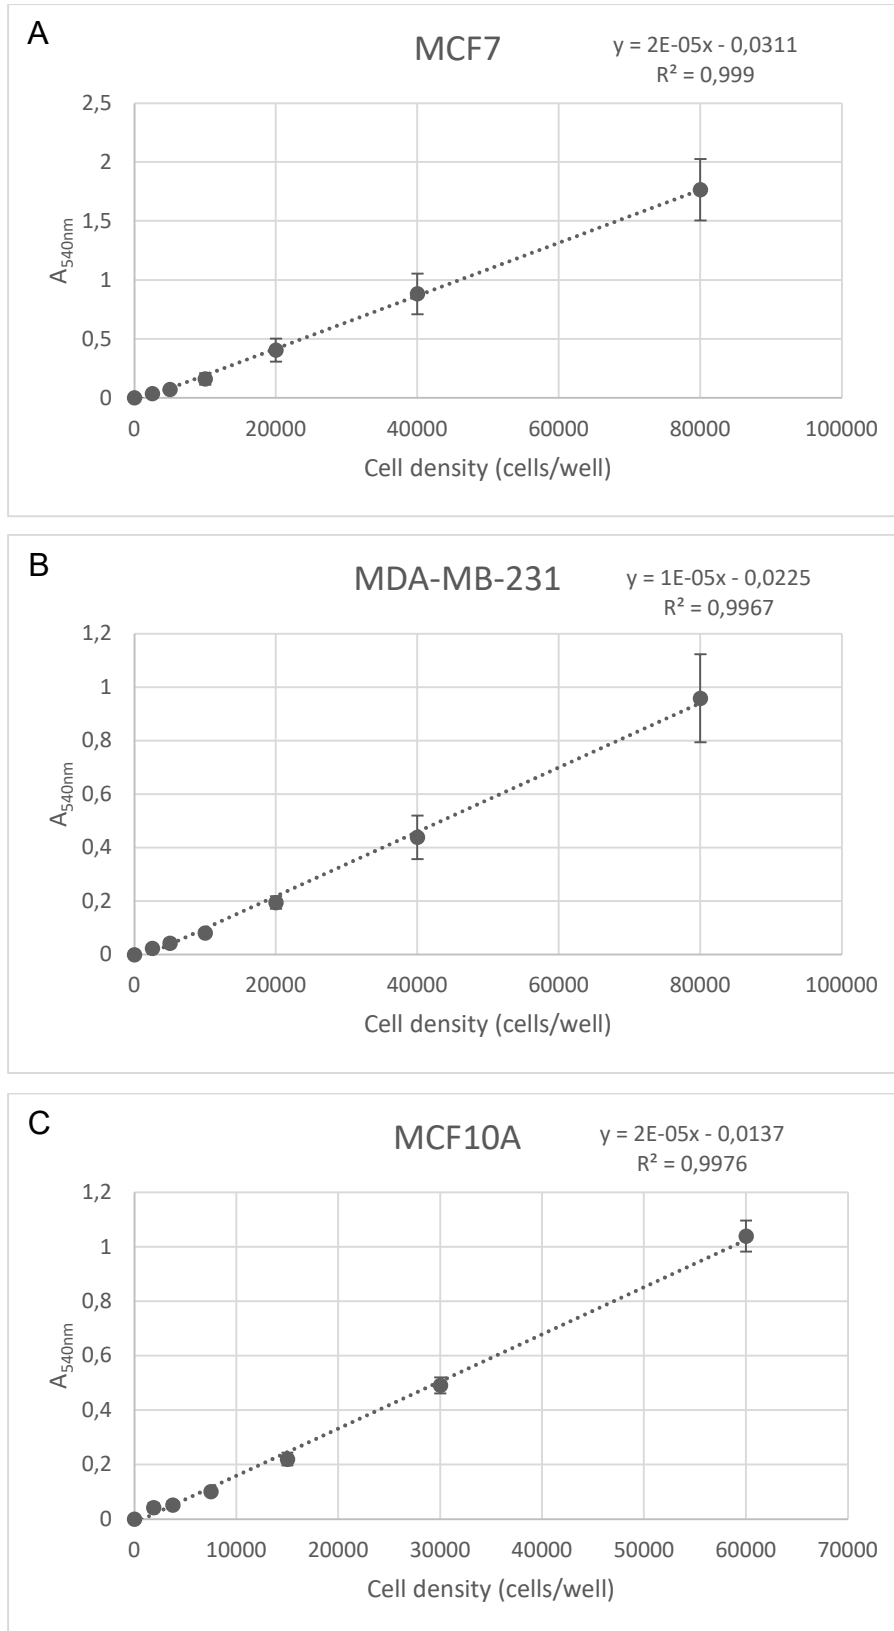 A
MCF7
y = 2E-05x - 0,0311
R² = 0,999
2,5
2
1,5
1
0,5
0
A540nm
0 20000 40000 60000 80000 100000
Cell density (cells/well)
B
MDA-MB-231
y = 1E-05x - 0,0225
R² = 0,9967
1,2
1
0,8
0,6
0,4
0,2
0
A540nm
0 20000 40000 60000 80000 100000
Cell density (cells/well)
C
MCF10A
y = 2E-05x - 0,0137
R² = 0,9976
1,2
1
0,8
0,6
0,4
0,2
0
A540nm
0 10000 20000 30000 40000 50000 60000 70000
Cell density (cells/well)